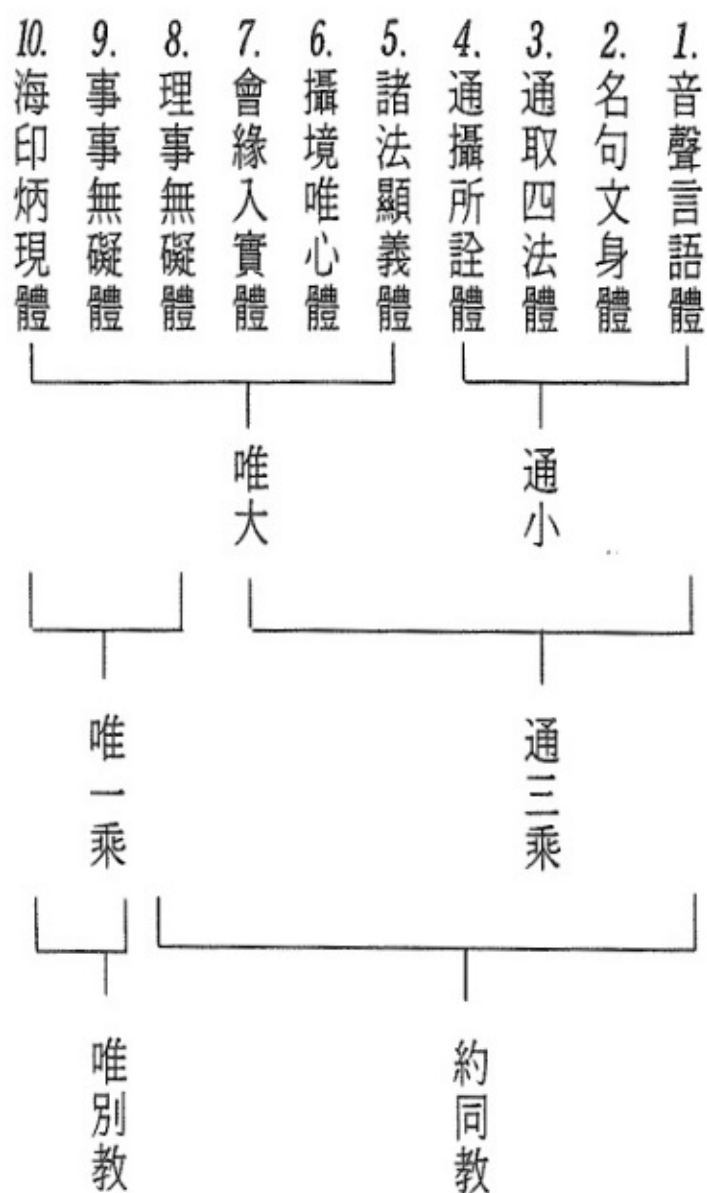 1. 音聲言語體
2. 名句文身體
3. 通取四法體
4. 通攝所詮體
5. 諸法顯義體
6. 攝境唯心體
7. 會緣入實體
8. 理事無礙體
9. 事事無礙體
10. 海印炳現體
通小
唯大
通三乘
唯一乘
約同教
唯別教